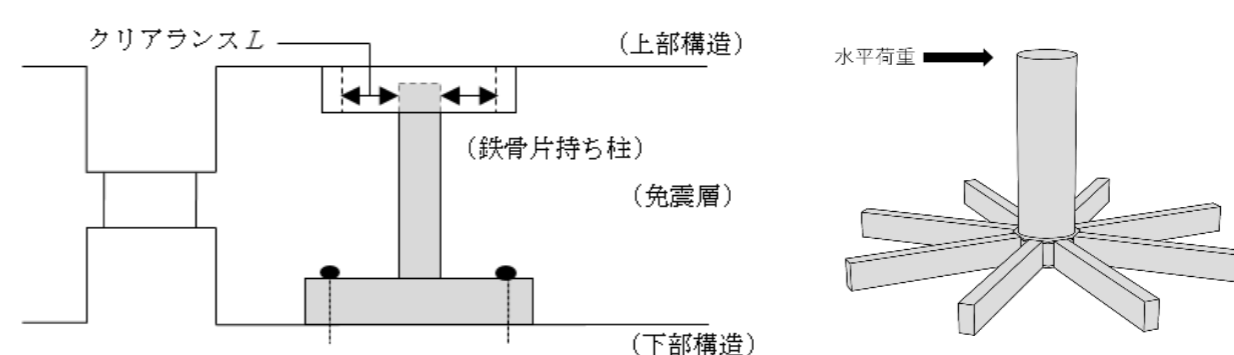 クリアランスL
(上部構造)
水平荷重
(鉄骨片持ち柱)
(免震層)
(下部構造)